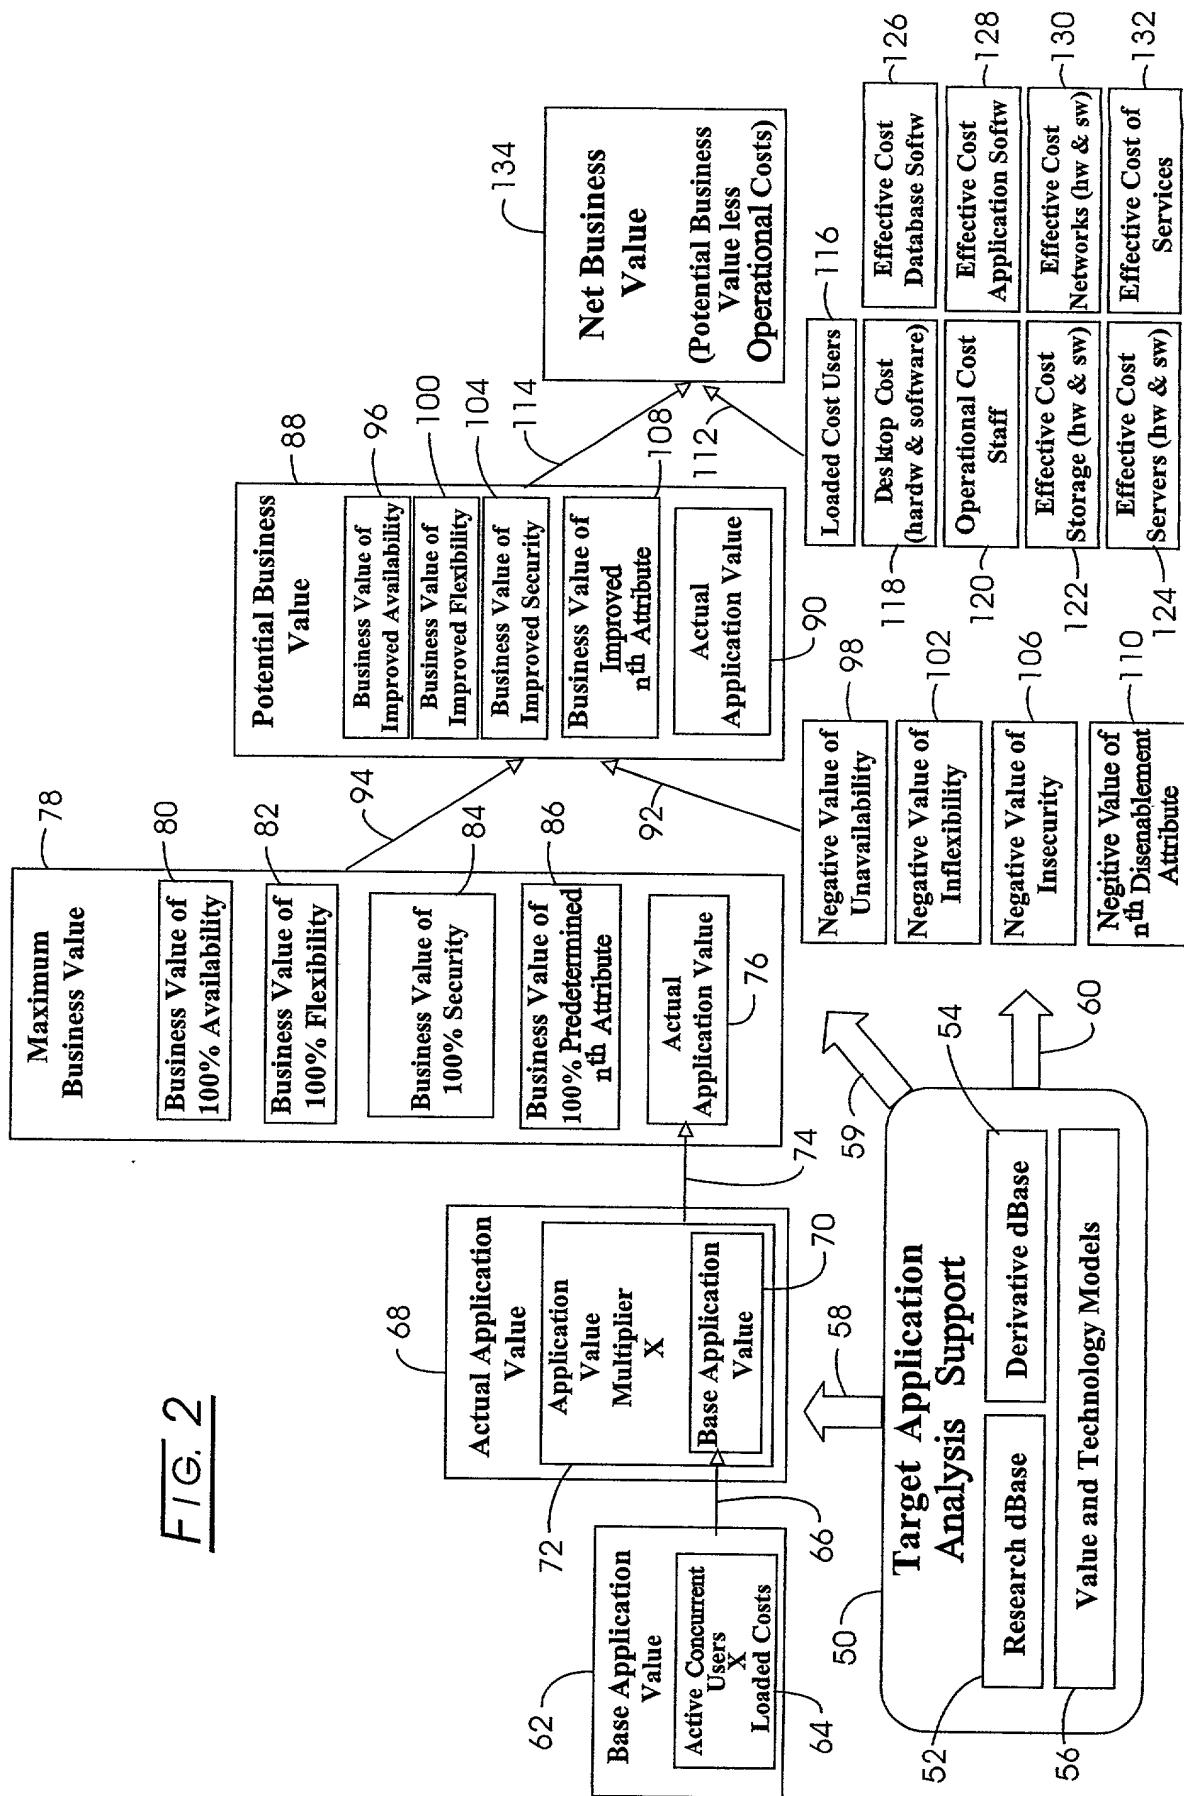 FIG. 2
62
Base Application
Value
Active Concurrent
Users
X
Loaded Costs
64
66
68
Actual Application
Value
Application
Value
Multiplier
X
Base Application
Value
70
72
74
78
Maximum
Business Value
Business Value of
100% Availability
80
Business Value of
100% Flexibility
82
Business Value of
100% Security
84
Business Value of
100% Predetermined
nth Attribute
86
Actual
Application Value
76
94
92
88
Potential Business
Value
Business Value of
Improved Availability
96
Business Value of
Improved Flexibility
100
Business Value of
Improved Security
104
Business Value of
Improved
nth Attribute
108
Actual
Application Value
90
114
112
134
Net Business
Value
(Potential Business
Value less
Operational Costs)
50
Target Application
Analysis Support
Research dBase
52
Derivative dBase
54
Value and Technology Models
56
58
59
60
Negative Value of
Unavailability
98
Negative Value of
Inflexibility
102
Negative Value of
Insecurity
106
Negitive Value of
nth Disenablement
Attribute
110
Loaded Cost Users
116
Desktop Cost
(hardw & software)
118
Operational Cost
Staff
120
Effective Cost
Storage (hw & sw)
122
Effective Cost
Servers (hw & sw)
124
Effective Cost
Database Softw
126
Effective Cost
Application Softw
128
Effective Cost
Networks (hw & sw)
130
Effective Cost of
Services
132